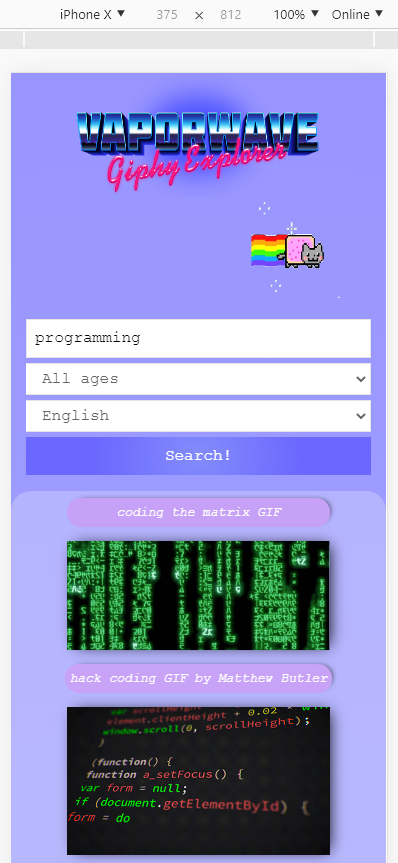 iPhone X ▼ 375 × 812 100% ▼ Online ▼
VAPORWAVE
Giphy Explorer
programming
All ages
English
Search!
coding the matrix GIF
hack coding GIF by Matthew Butler
var scrollHeight
element.clientHeight + 0.02 *
window.scroll(0, scrollHeight);
}
(function() {
function a_setFocus() {
var form = null;
if (document.getElementById) {
form = do